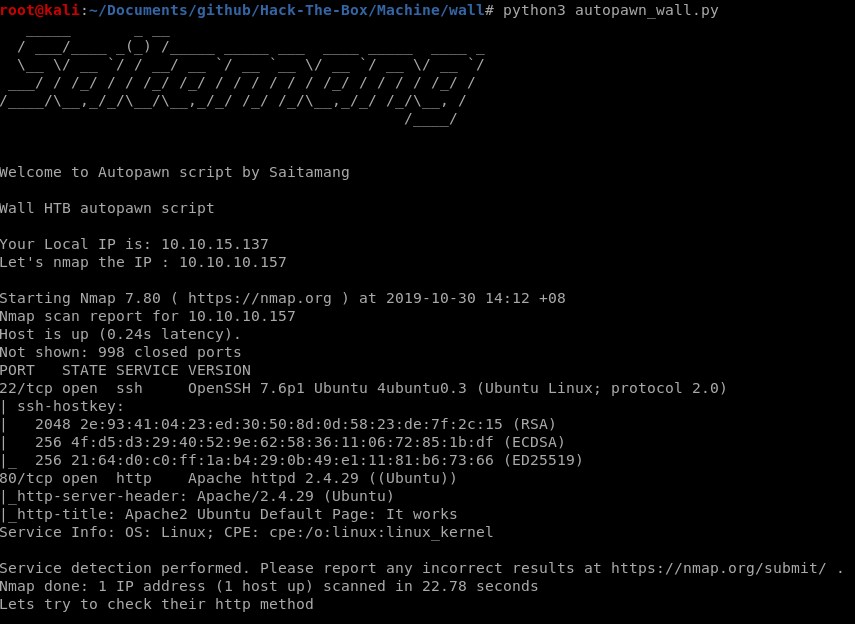 root@kali:~/Documents/github/Hack-The-Box/Machine/wall# python3 autopawn_wall.py
Saitamang
Welcome to Autopawn script by Saitamang
Wall HTB autopawn script
Your Local IP is: 10.10.15.137
Let's nmap the IP : 10.10.10.157
Starting Nmap 7.80 ( https://nmap.org ) at 2019-10-30 14:12 +08
Nmap scan report for 10.10.10.157
Host is up (0.24s latency).
Not shown: 998 closed ports
PORT   STATE SERVICE VERSION
22/tcp open  ssh     OpenSSH 7.6p1 Ubuntu 4ubuntu0.3 (Ubuntu Linux; protocol 2.0)
| ssh-hostkey:
|   2048 2e:93:41:04:23:ed:30:50:8d:0d:58:23:de:7f:2c:15 (RSA)
|   256 4f:d5:d3:29:40:52:9e:62:58:36:11:06:72:85:1b:df (ECDSA)
|_  256 21:64:d0:c0:ff:1a:b4:29:0b:49:e1:11:81:b6:73:66 (ED25519)
80/tcp open  http    Apache httpd 2.4.29 ((Ubuntu))
|_http-server-header: Apache/2.4.29 (Ubuntu)
|_http-title: Apache2 Ubuntu Default Page: It works
Service Info: OS: Linux; CPE: cpe:/o:linux:linux_kernel
Service detection performed. Please report any incorrect results at https://nmap.org/submit/ .
Nmap done: 1 IP address (1 host up) scanned in 22.78 seconds
Lets try to check their http method